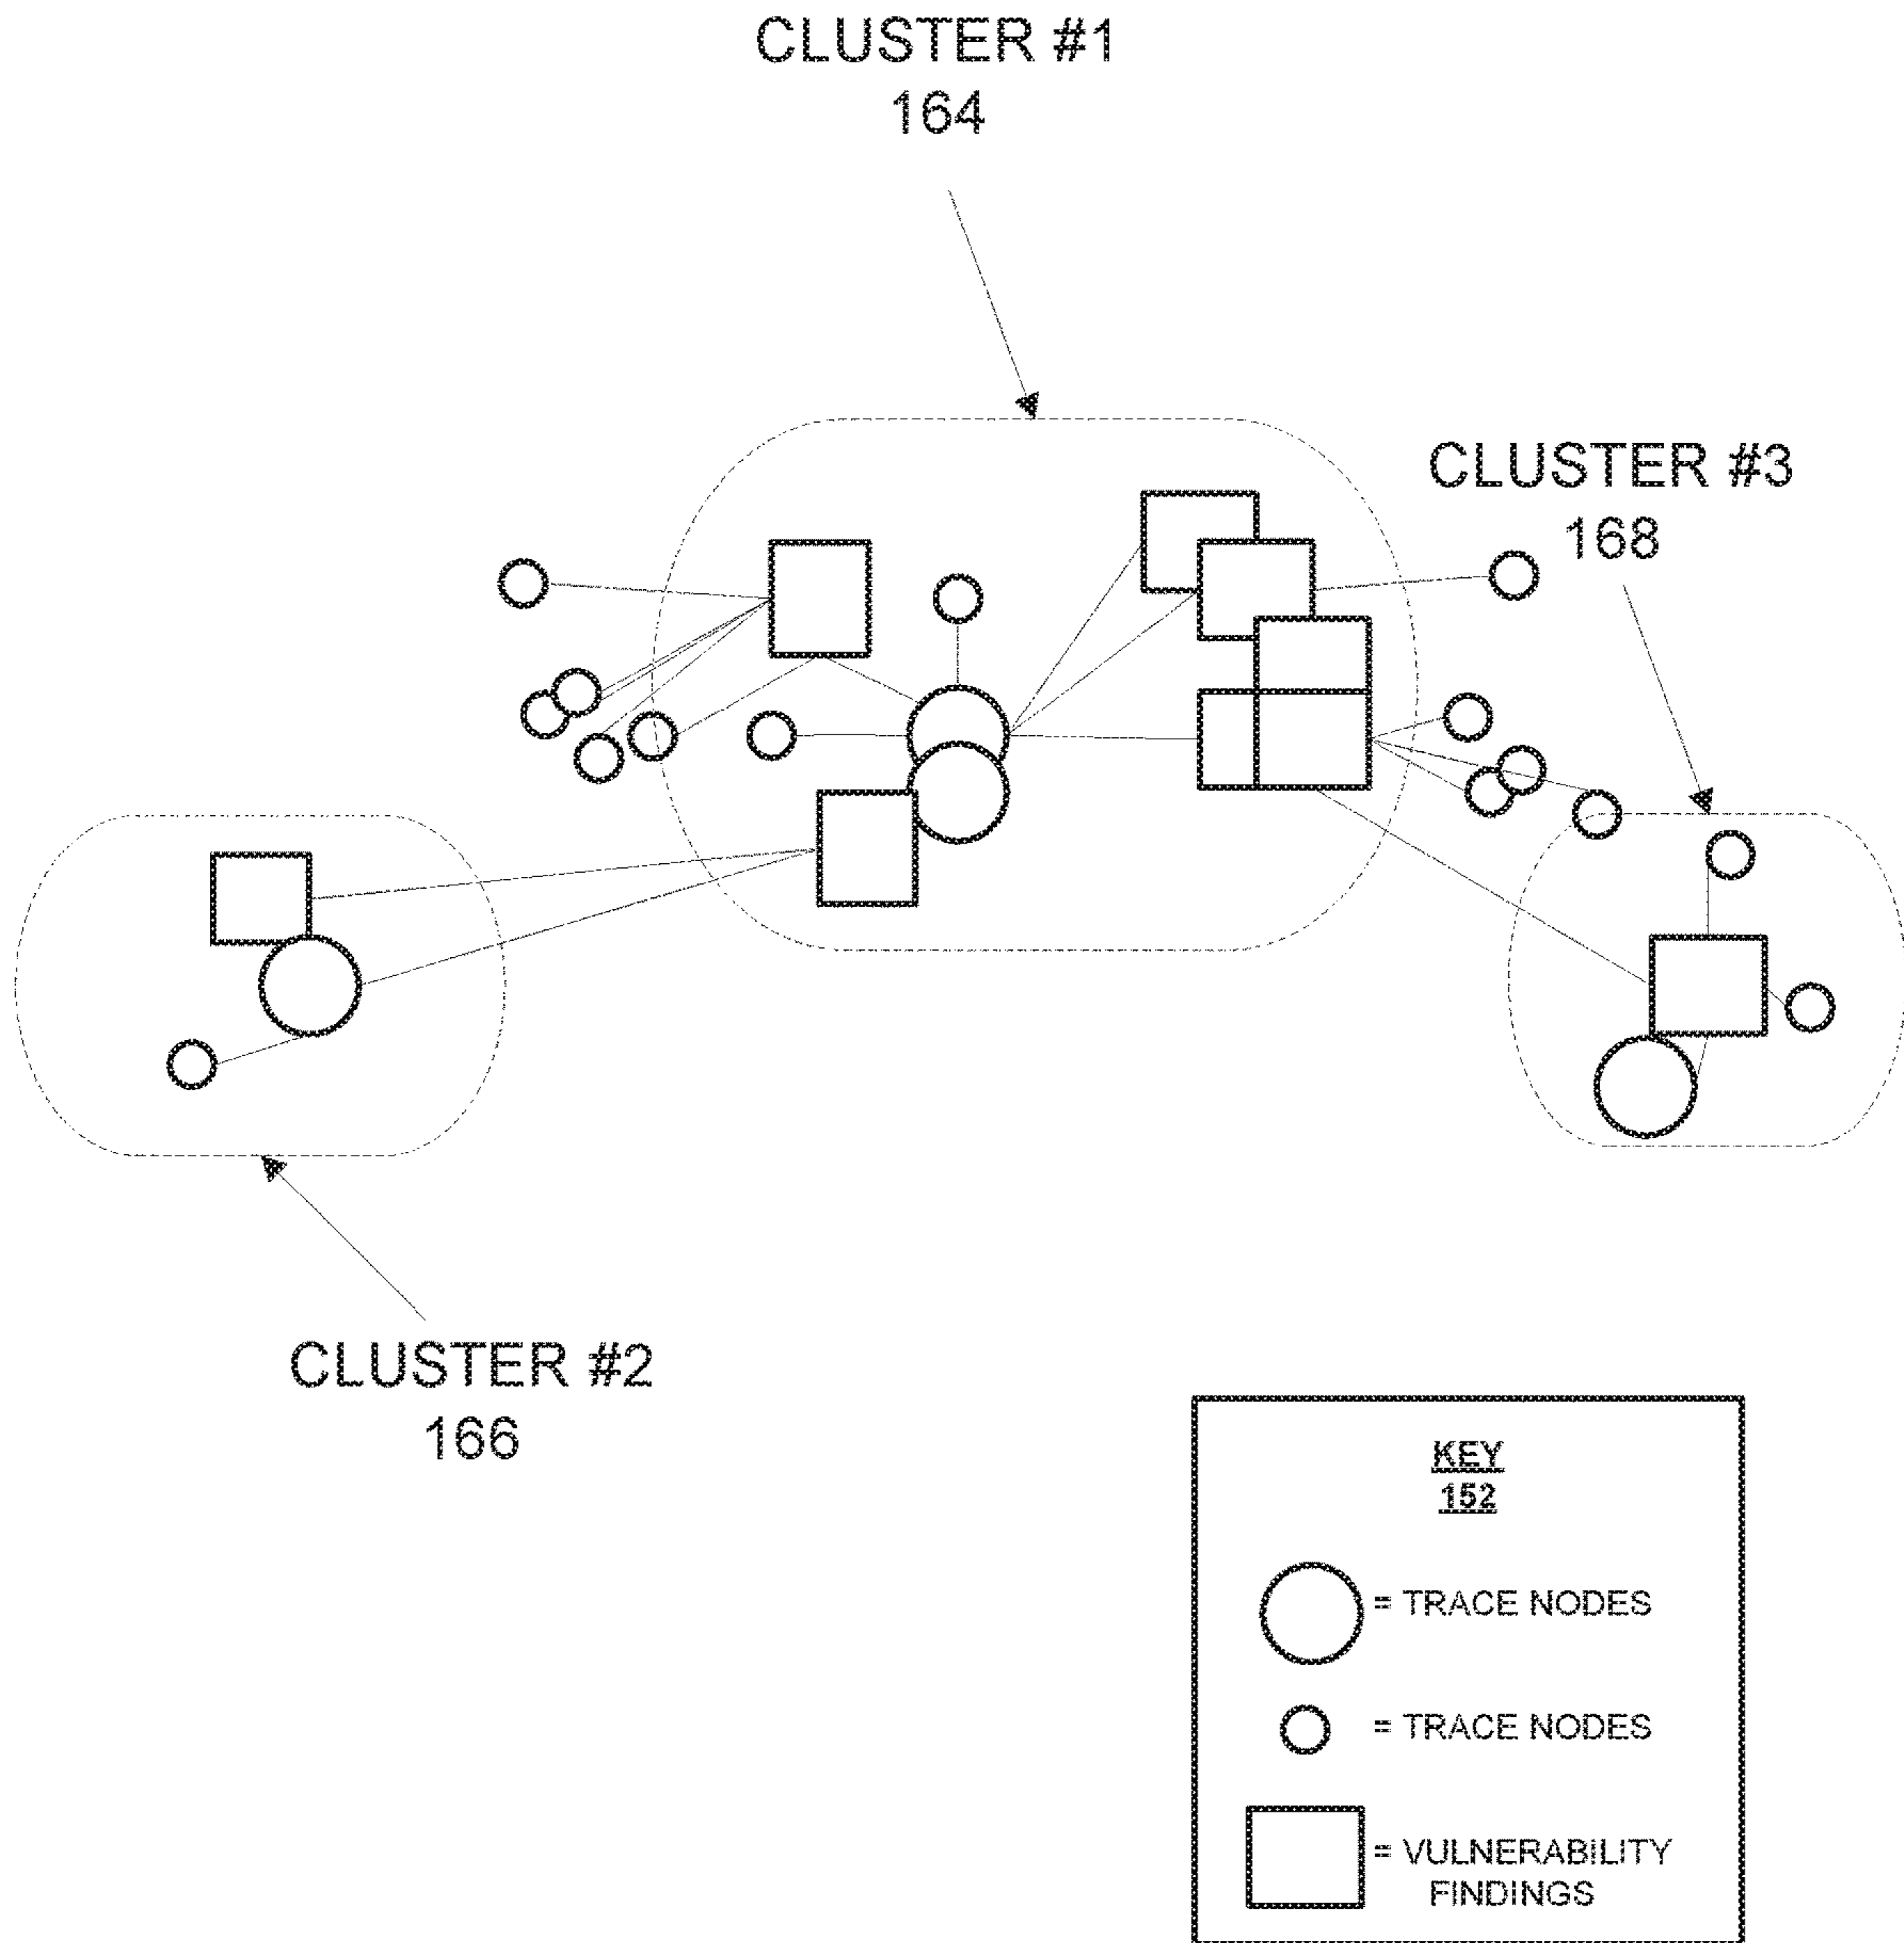 CLUSTER #1
164
CLUSTER #3
168
CLUSTER #2
166
KEY
152
= TRACE NODES
= TRACE NODES
= VULNERABILITY
FINDINGS